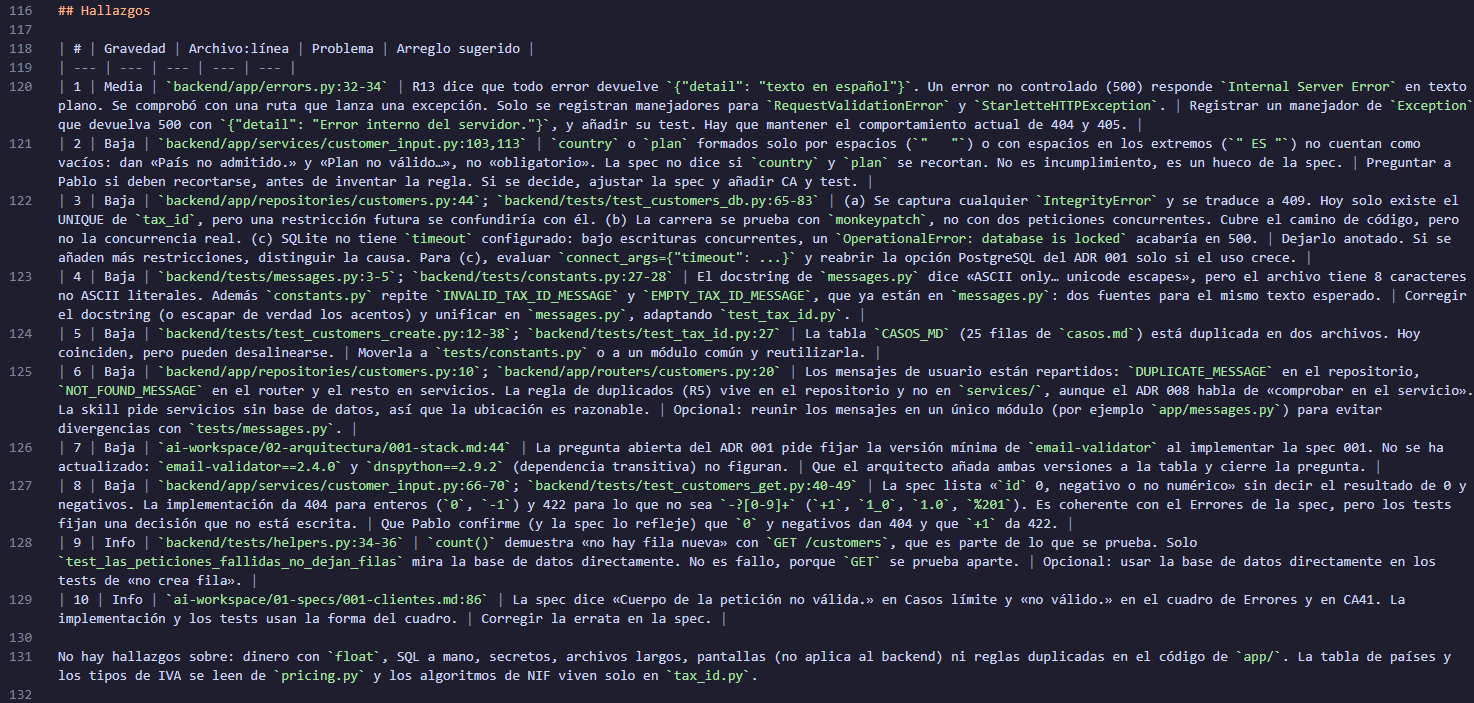 116 ## Hallazgos
117
118 | # | Gravedad | Archivo:línea | Problema | Arreglo sugerido |
119 | --- | --- | --- | --- | --- |
120 | 1 | Media | `backend/app/errors.py:32-34` | R13 dice que todo error devuelve `{"detail": "texto en español"}`. Un error no controlado (500) responde `Internal Server Error` en texto
plano. Se comprobó con una ruta que lanza una excepción. Solo se registran manejadores para `RequestValidationError` y `StarletteHTTPException`. | Registrar un manejador de `Exception`
que devuelva 500 con `{"detail": "Error interno del servidor."}`, y añadir su test. Hay que mantener el comportamiento actual de 404 y 405. |
121 | 2 | Baja | `backend/app/services/customer_input.py:103,113` | `country` o `plan` formados solo por espacios (`"   "`) o con espacios en los extremos (`" ES "`) no cuentan como
vacíos: dan «País no admitido.» y «Plan no válido…», no «obligatorio». La spec no dice si `country` y `plan` se recortan. No es incumplimiento, es un hueco de la spec. | Preguntar a
Pablo si deben recortarse, antes de inventar la regla. Si se decide, ajustar la spec y añadir CA y test. |
122 | 3 | Baja | `backend/app/repositories/customers.py:44`; `backend/tests/test_customers_db.py:65-83` | (a) Se captura cualquier `IntegrityError` y se traduce a 409. Hoy solo existe el
UNIQUE de `tax_id`, pero una restricción futura se confundiría con él. (b) La carrera se prueba con `monkeypatch`, no con dos peticiones concurrentes. Cubre el camino de código, pero
no la concurrencia real. (c) SQLite no tiene `timeout` configurado: bajo escrituras concurrentes, un `OperationalError: database is locked` acabaría en 500. | Dejarlo anotado. Si se
añaden más restricciones, distinguir la causa. Para (c), evaluar `connect_args={"timeout": ...}` y reabrir la opción PostgreSQL del ADR 001 solo si el uso crece. |
123 | 4 | Baja | `backend/tests/messages.py:3-5`; `backend/tests/constants.py:27-28` | El docstring de `messages.py` dice «ASCII only… unicode escapes», pero el archivo tiene 8 caracteres
no ASCII literales. Además `constants.py` repite `INVALID_TAX_ID_MESSAGE` y `EMPTY_TAX_ID_MESSAGE`, que ya están en `messages.py`: dos fuentes para el mismo texto esperado. | Corregir
el docstring (o escapar de verdad los acentos) y unificar en `messages.py`, adaptando `test_tax_id.py`. |
124 | 5 | Baja | `backend/tests/test_customers_create.py:12-38`; `backend/tests/test_tax_id.py:27` | La tabla `CASOS_MD` (25 filas de `casos.md`) está duplicada en dos archivos. Hoy
coinciden, pero pueden desalinearse. | Moverla a `tests/constants.py` o a un módulo común y reutilizarla. |
125 | 6 | Baja | `backend/app/repositories/customers.py:10`; `backend/app/routers/customers.py:20` | Los mensajes de usuario están repartidos: `DUPLICATE_MESSAGE` en el repositorio,
`NOT_FOUND_MESSAGE` en el router y el resto en servicios. La regla de duplicados (R5) vive en el repositorio y no en `services/`, aunque el ADR 008 habla de «comprobar en el servicio».
La skill pide servicios sin base de datos, así que la ubicación es razonable. | Opcional: reunir los mensajes en un único módulo (por ejemplo `app/messages.py`) para evitar
divergencias con `tests/messages.py`. |
126 | 7 | Baja | `ai-workspace/02-arquitectura/001-stack.md:44` | La pregunta abierta del ADR 001 pide fijar la versión mínima de `email-validator` al implementar la spec 001. No se ha
actualizado: `email-validator==2.4.0` y `dnspython==2.9.2` (dependencia transitiva) no figuran. | Que el arquitecto añada ambas versiones a la tabla y cierre la pregunta. |
127 | 8 | Baja | `backend/app/services/customer_input.py:66-70`; `backend/tests/test_customers_get.py:40-49` | La spec lista «`id` 0, negativo o no numérico» sin decir el resultado de 0 y
negativos. La implementación da 404 para enteros (`0`, `-1`) y 422 para lo que no sea `-?[0-9]+` (`+1`, `1_0`, `1.0`, `%201`). Es coherente con el Errores de la spec, pero los tests
fijan una decisión que no está escrita. | Que Pablo confirme (y la spec lo refleje) que `0` y negativos dan 404 y que `+1` da 422. |
128 | 9 | Info | `backend/tests/helpers.py:34-36` | `count()` demuestra «no hay fila nueva» con `GET /customers`, que es parte de lo que se prueba. Solo
`test_las_peticiones_fallidas_no_dejan_filas` mira la base de datos directamente. No es fallo, porque `GET` se prueba aparte. | Opcional: usar la base de datos directamente en los
tests de «no crea fila». |
129 | 10 | Info | `ai-workspace/01-specs/001-clientes.md:86` | La spec dice «Cuerpo de la petición no válida.» en Casos límite y «no válido.» en el cuadro de Errores y en CA41. La
implementación y los tests usan la forma del cuadro. | Corregir la errata en la spec. |
130
131 No hay hallazgos sobre: dinero con `float`, SQL a mano, secretos, archivos largos, pantallas (no aplica al backend) ni reglas duplicadas en el código de `app/`. La tabla de países y
los tipos de IVA se leen de `pricing.py` y los algoritmos de NIF viven solo en `tax_id.py`.
132